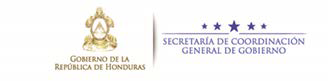 GOBIERNO DE LA
REPÚBLICA DE HONDURAS
SECRETARÍA DE COORDINACIÓN
GENERAL DE GOBIERNO